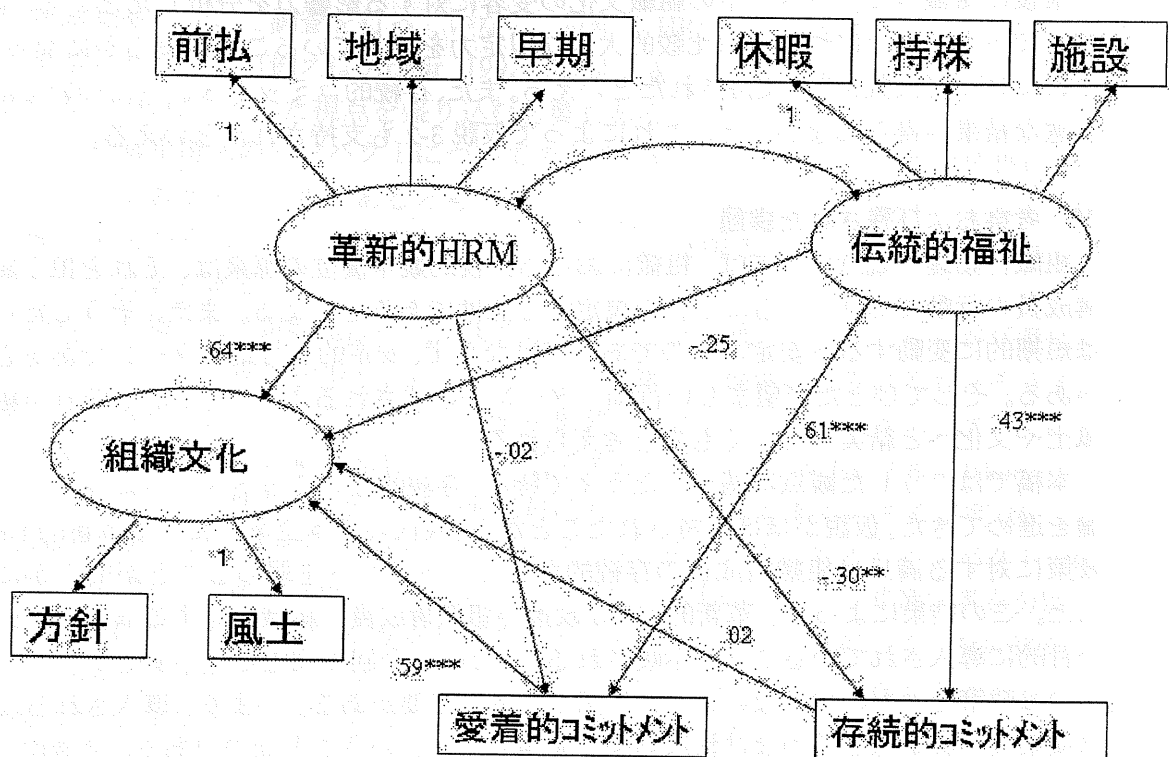 前払
地域
早期
休暇
持株
施設
1
1
革新的HRM
伝統的福祉
.64***
-.25
.61***
.43***
組織文化
-.02
1
-.30**
方針
風土
.02
.59***
愛着的コミットメント
存続的コミットメント